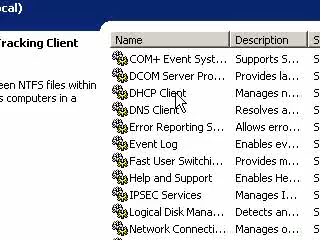 cal)
Tracking Client
een NTFS files within
s computers in a
Name Description S
COM+ Event Syst... Supports S... S
DCOM Server Pro... Provides la... S
DHCP Client Manages n... S
DNS Client Resolves a... S
Error Reporting S... Allows erro... S
Event Log Enables ev... S
Fast User Switchi... Provides m... S
Help and Support Enables He... S
IPSEC Services Manages I... S
Logical Disk Mana... Detects an... S
Network Connecti... Manages o... S